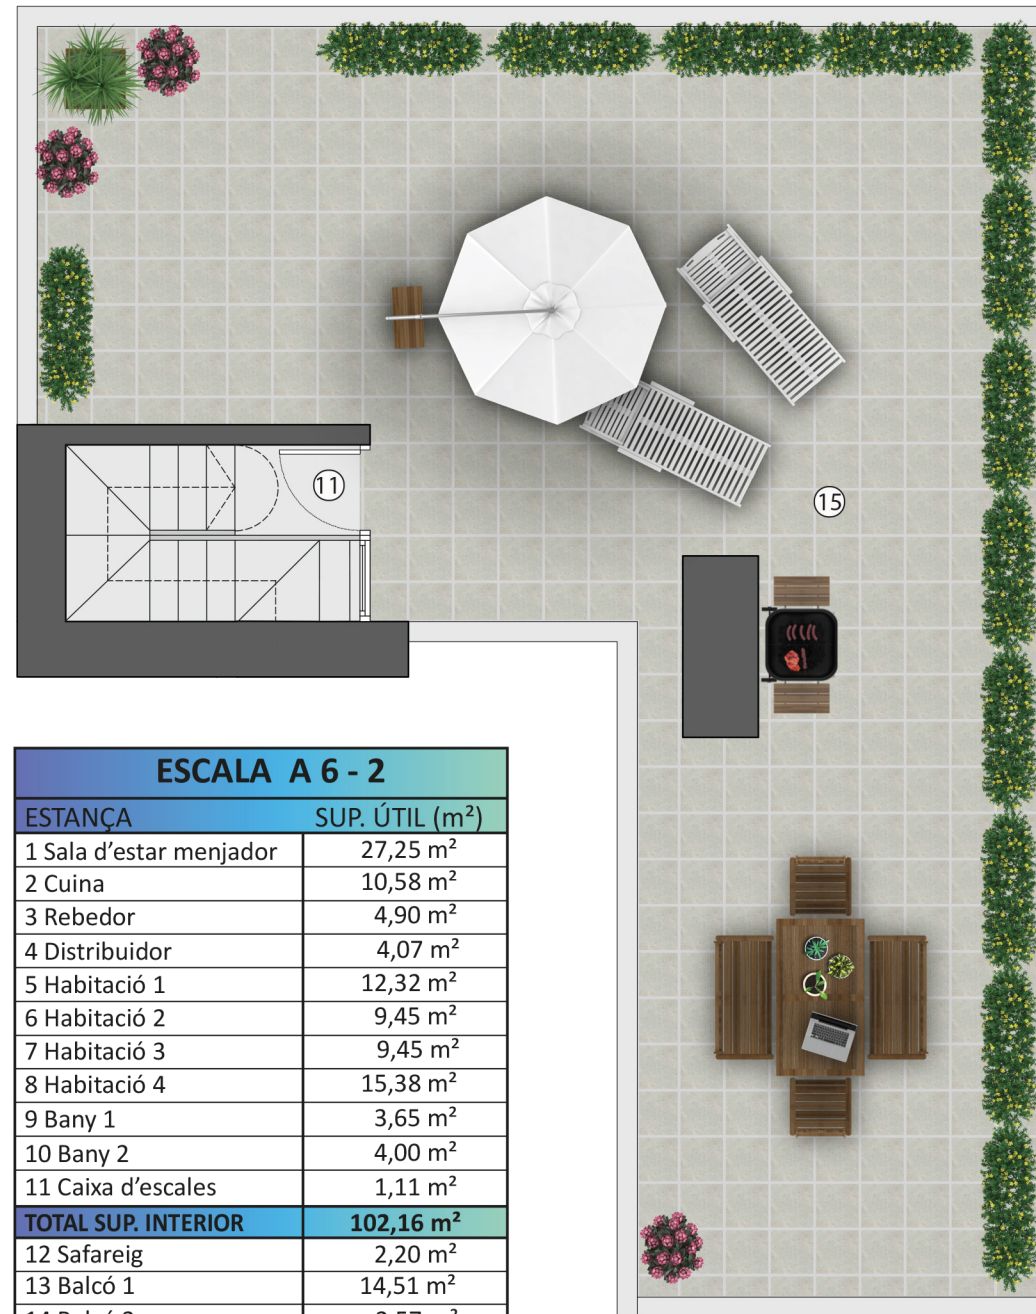 11
15
ESCALA A 6 - 2
ESTANÇA SUP. ÚTIL (m²)
1 Sala d'estar menjador 27,25 m²
2 Cuina 10,58 m²
3 Rebedor 4,90 m²
4 Distribuidor 4,07 m²
5 Habitació 1 12,32 m²
6 Habitació 2 9,45 m²
7 Habitació 3 9,45 m²
8 Habitació 4 15,38 m²
9 Bany 1 3,65 m²
10 Bany 2 4,00 m²
11 Caixa d'escales 1,11 m²
TOTAL SUP. INTERIOR 102,16 m²
12 Safareig 2,20 m²
13 Balcó 1 14,51 m²